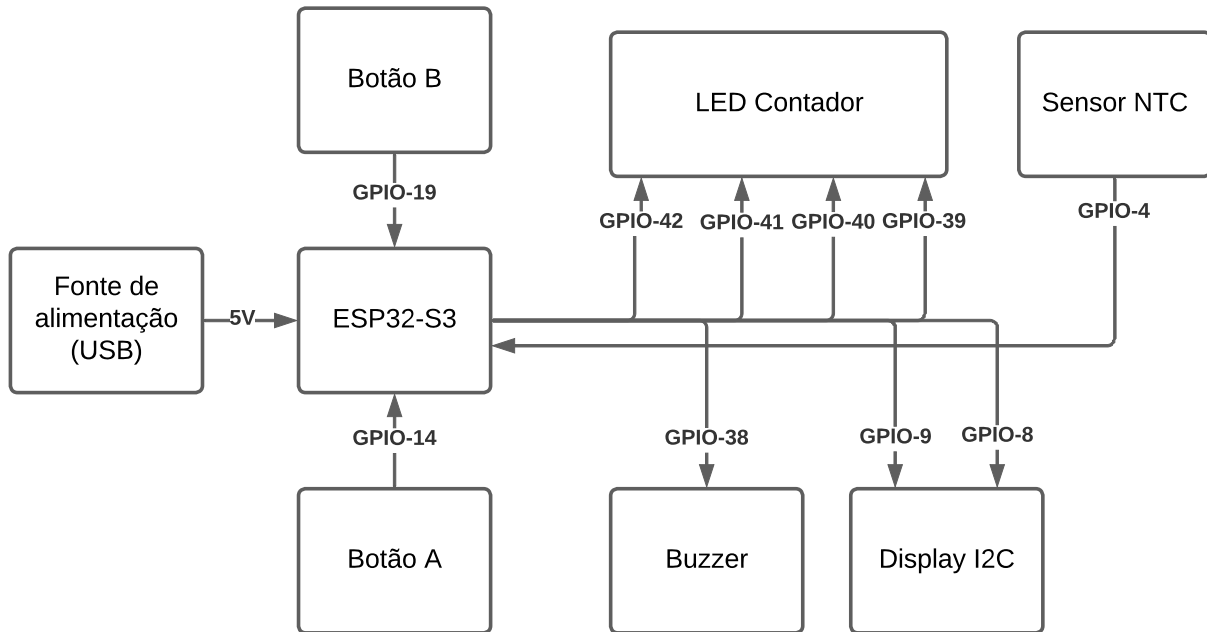 Botão B
LED Contador
Sensor NTC
GPIO-19
GPIO-42
GPIO-41
GPIO-40
GPIO-39
GPIO-4
Fonte de
alimentação
(USB)
5V
ESP32-S3
GPIO-14
GPIO-38
GPIO-9
GPIO-8
Botão A
Buzzer
Display I2C